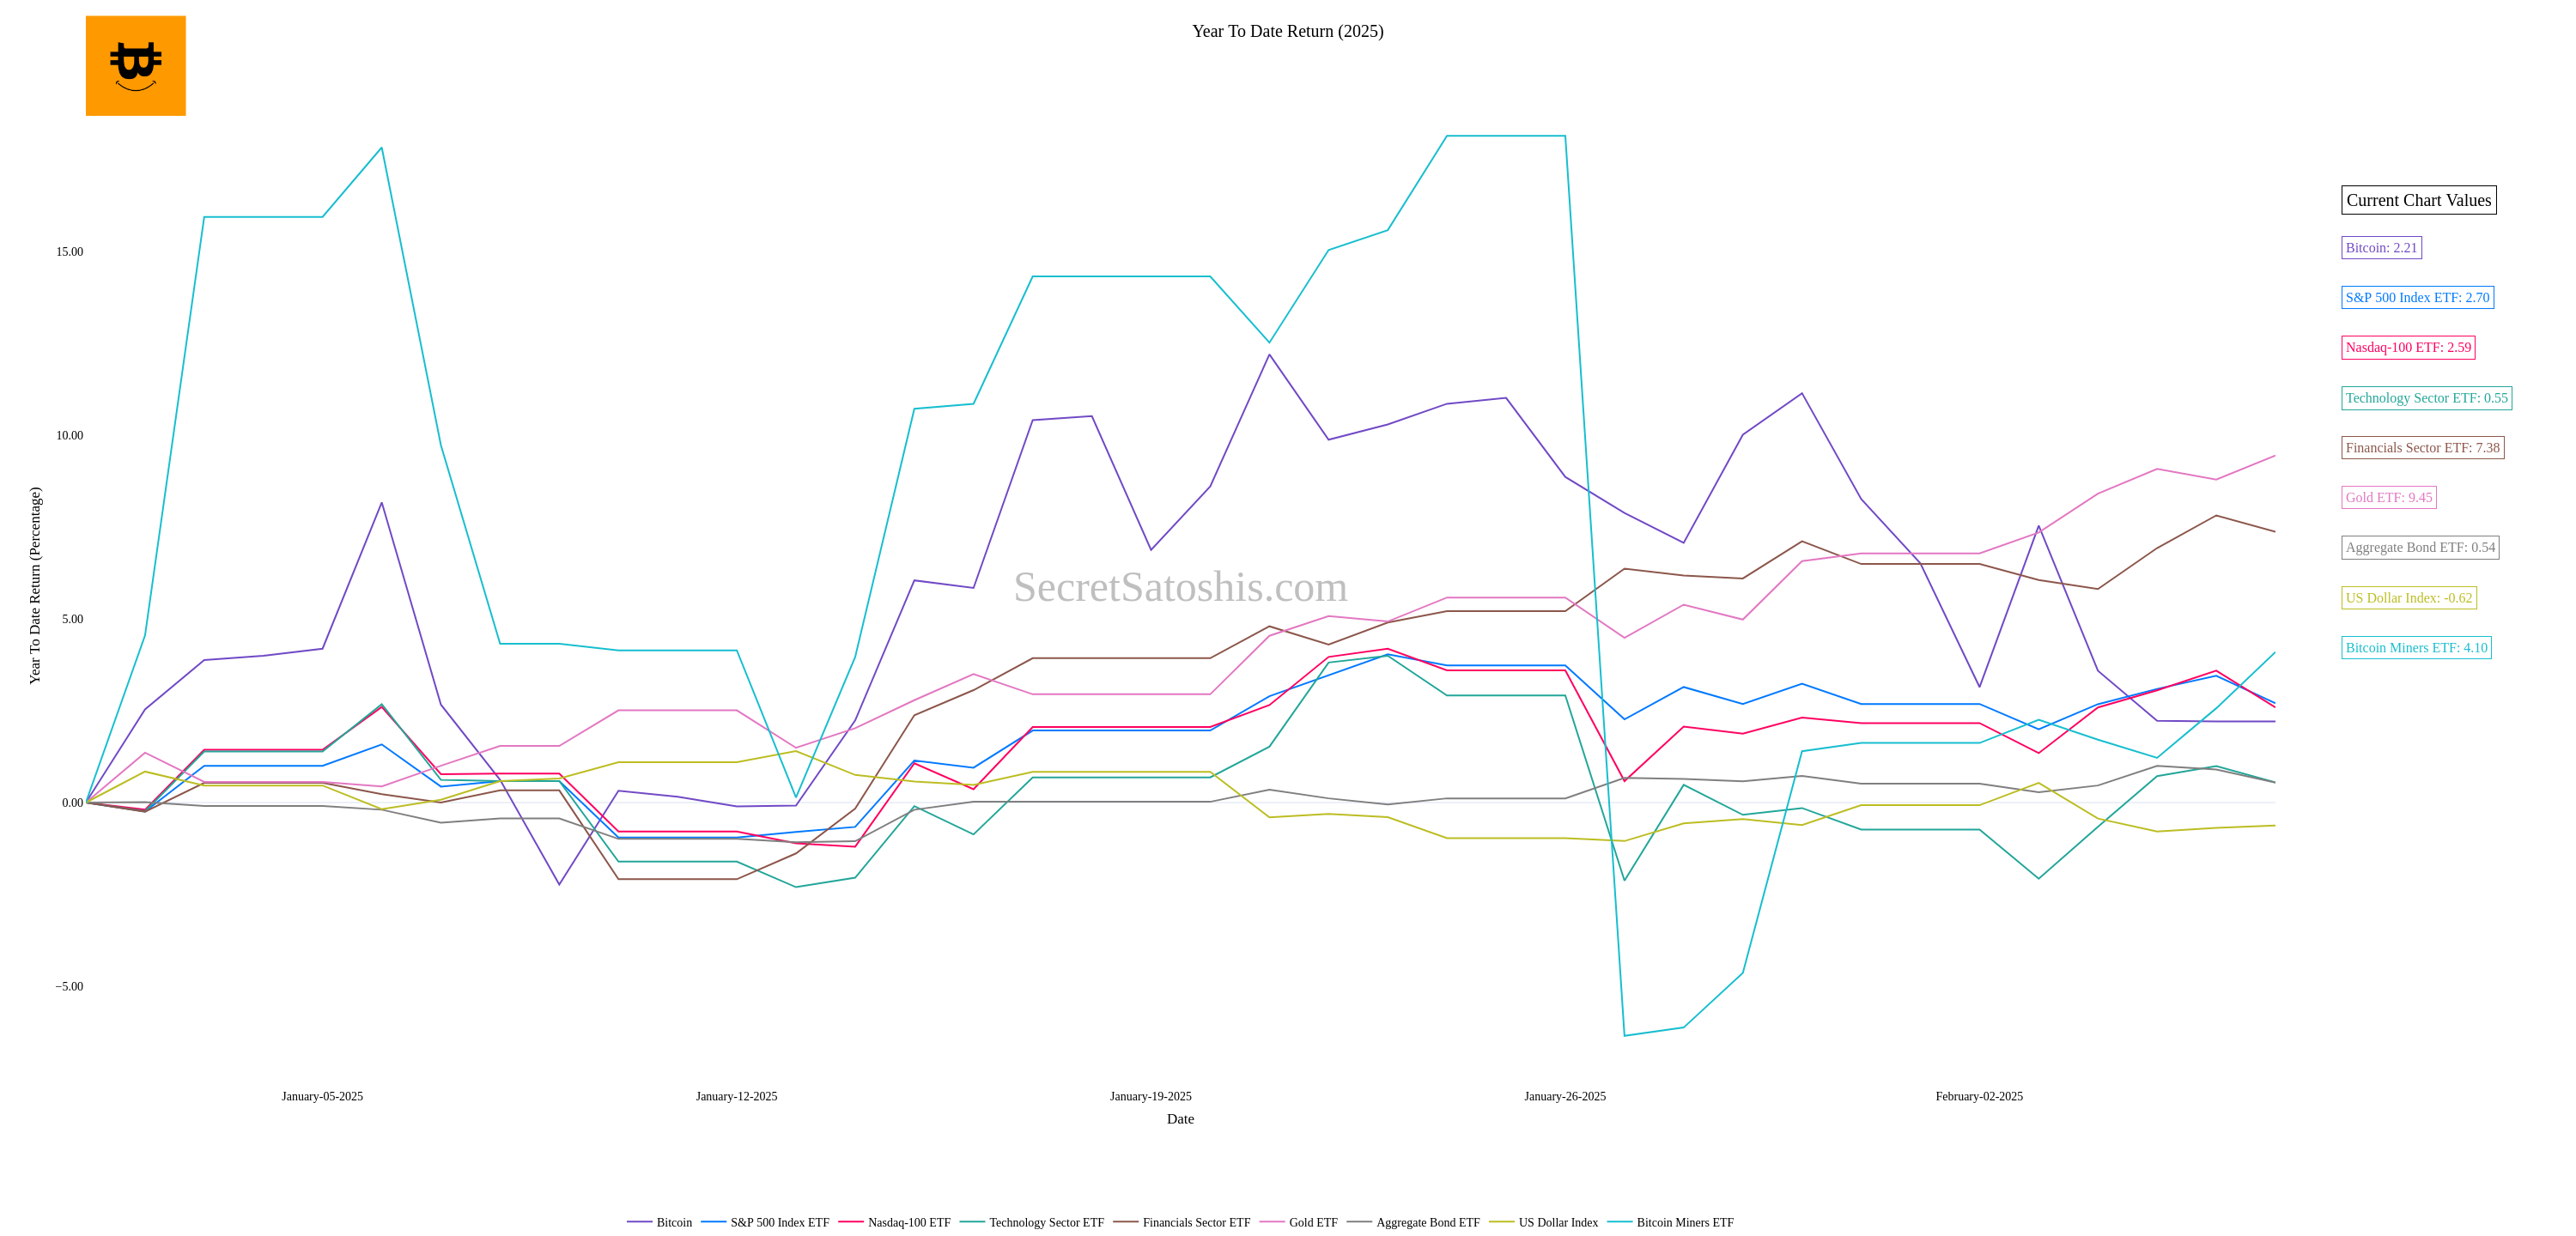 Year To Date Return (2025)
Current Chart Values
Bitcoin: 2.21
S&P 500 Index ETF: 2.70
Nasdaq-100 ETF: 2.59
Technology Sector ETF: 0.55
Financials Sector ETF: 7.38
Gold ETF: 9.45
Aggregate Bond ETF: 0.54
US Dollar Index: -0.62
Bitcoin Miners ETF: 4.10
Year To Date Return (Percentage)
15.00
10.00
5.00
0.00
−5.00
SecretSatoshis.com
January-05-2025
January-12-2025
January-19-2025
January-26-2025
February-02-2025
Date
Bitcoin
S&P 500 Index ETF
Nasdaq-100 ETF
Technology Sector ETF
Financials Sector ETF
Gold ETF
Aggregate Bond ETF
US Dollar Index
Bitcoin Miners ETF